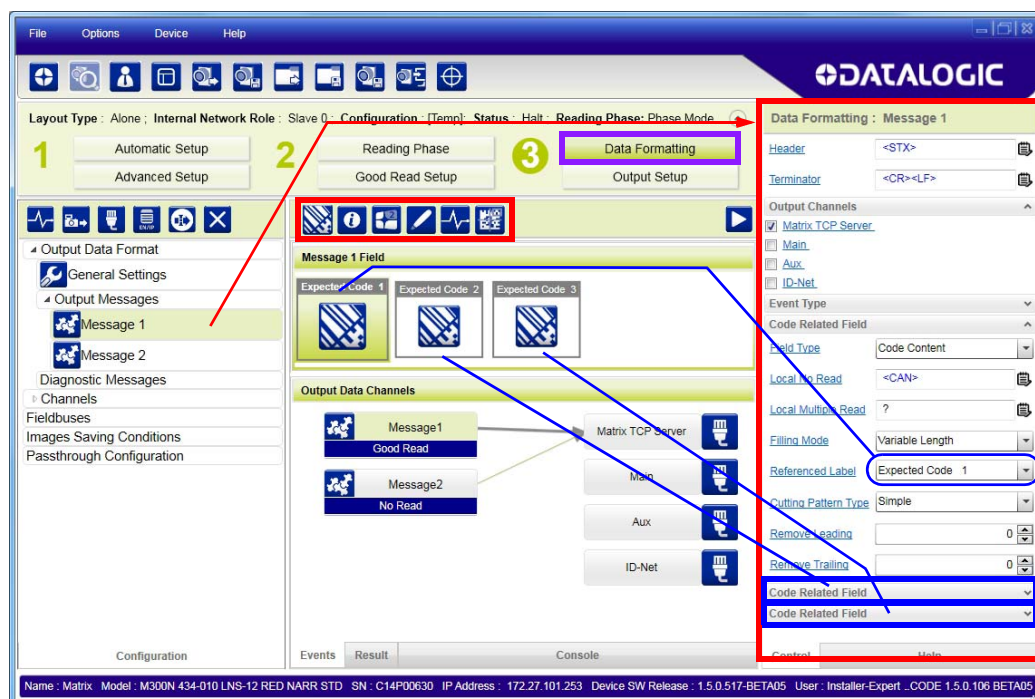 File Options Device Help
DATALOGIC
Layout Type : Alone ; Internal Network Role : Slave 0 ; Configuration : [Temp]; Status : Halt ; Reading Phase: Phase Mode
1 Automatic Setup
Advanced Setup
2 Reading Phase
Good Read Setup
3 Data Formatting
Output Setup
Output Data Format
General Settings
Output Messages
Message 1
Message 2
Diagnostic Messages
Channels
Fieldbuses
Images Saving Conditions
Passthrough Configuration
Configuration
Message 1 Field
Expected Code 1 Expected Code 2 Expected Code 3
Output Data Channels
Message1
Good Read
Message2
No Read
Matrix TCP Server
Main
Aux
ID-Net
Events Result Console
Data Formatting : Message 1
Header <STX>
Terminator <CR><LF>
Output Channels
Matrix TCP Server
Main
Aux
ID-Net
Event Type
Code Related Field
Field Type Code Content
Local No Read <CAN>
Local Multiple Read ?
Filling Mode Variable Length
Referenced Label Expected Code 1
Cutting Pattern Type Simple
Remove Leading 0
Remove Trailing 0
Code Related Field
Code Related Field
Control Help
Name : Matrix Model : M300N 434-010 LNS-12 RED NARR STD SN : C14P00630 IP Address : 172.27.101.253 Device SW Release : 1.5.0.517-BETA05 User : Installer-Expert ..CODE 1.5.0.106 BETA06